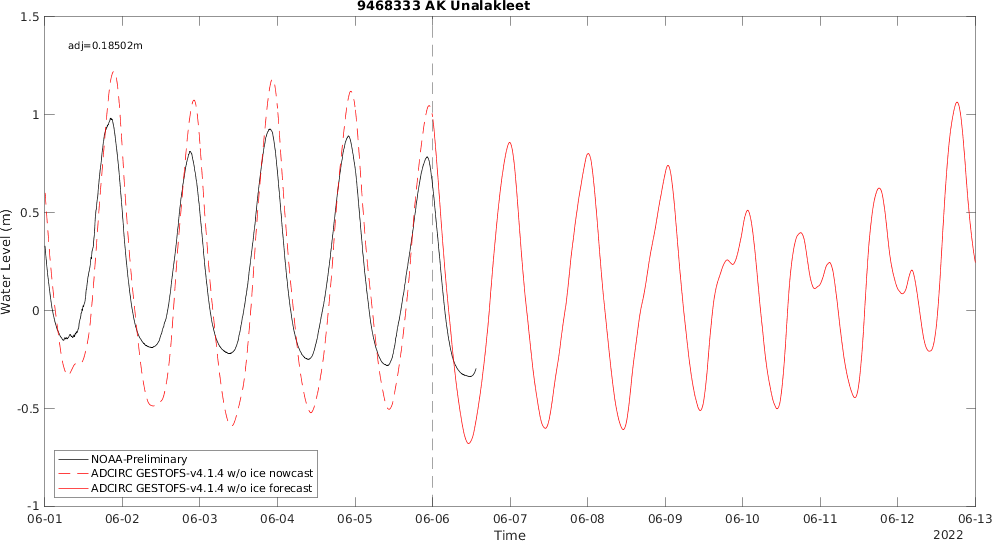 9468333 AK Unalakleet
adj=0.18502m
1.5
1
0.5
0
-0.5
-1
Water Level (m)
NOAA-Preliminary
ADCIRC GESTOFS-v4.1.4 w/o ice nowcast
ADCIRC GESTOFS-v4.1.4 w/o ice forecast
06-01 06-02 06-03 06-04 06-05 06-06 06-07 06-08 06-09 06-10 06-11 06-12 06-13
Time
2022